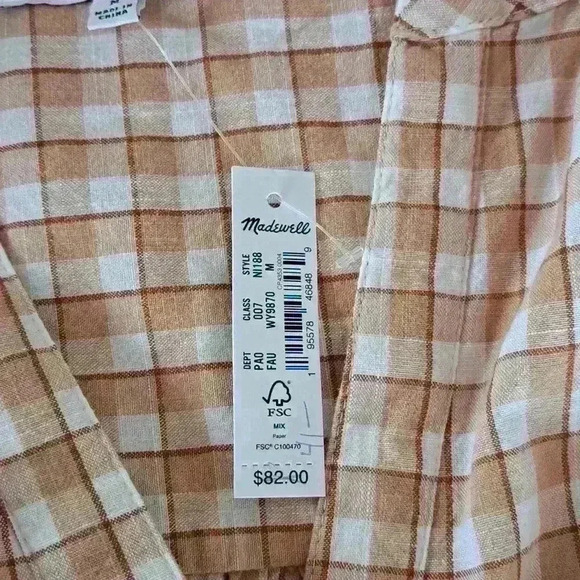 M
MADE IN
CHINA
Madewell
STYLE
NI188
M
CLASS
007
WY9870
DEPT
PAO
FAU
1 95578 46848 9
FSC
MIX
Paper
FSC® C100470
$82.00